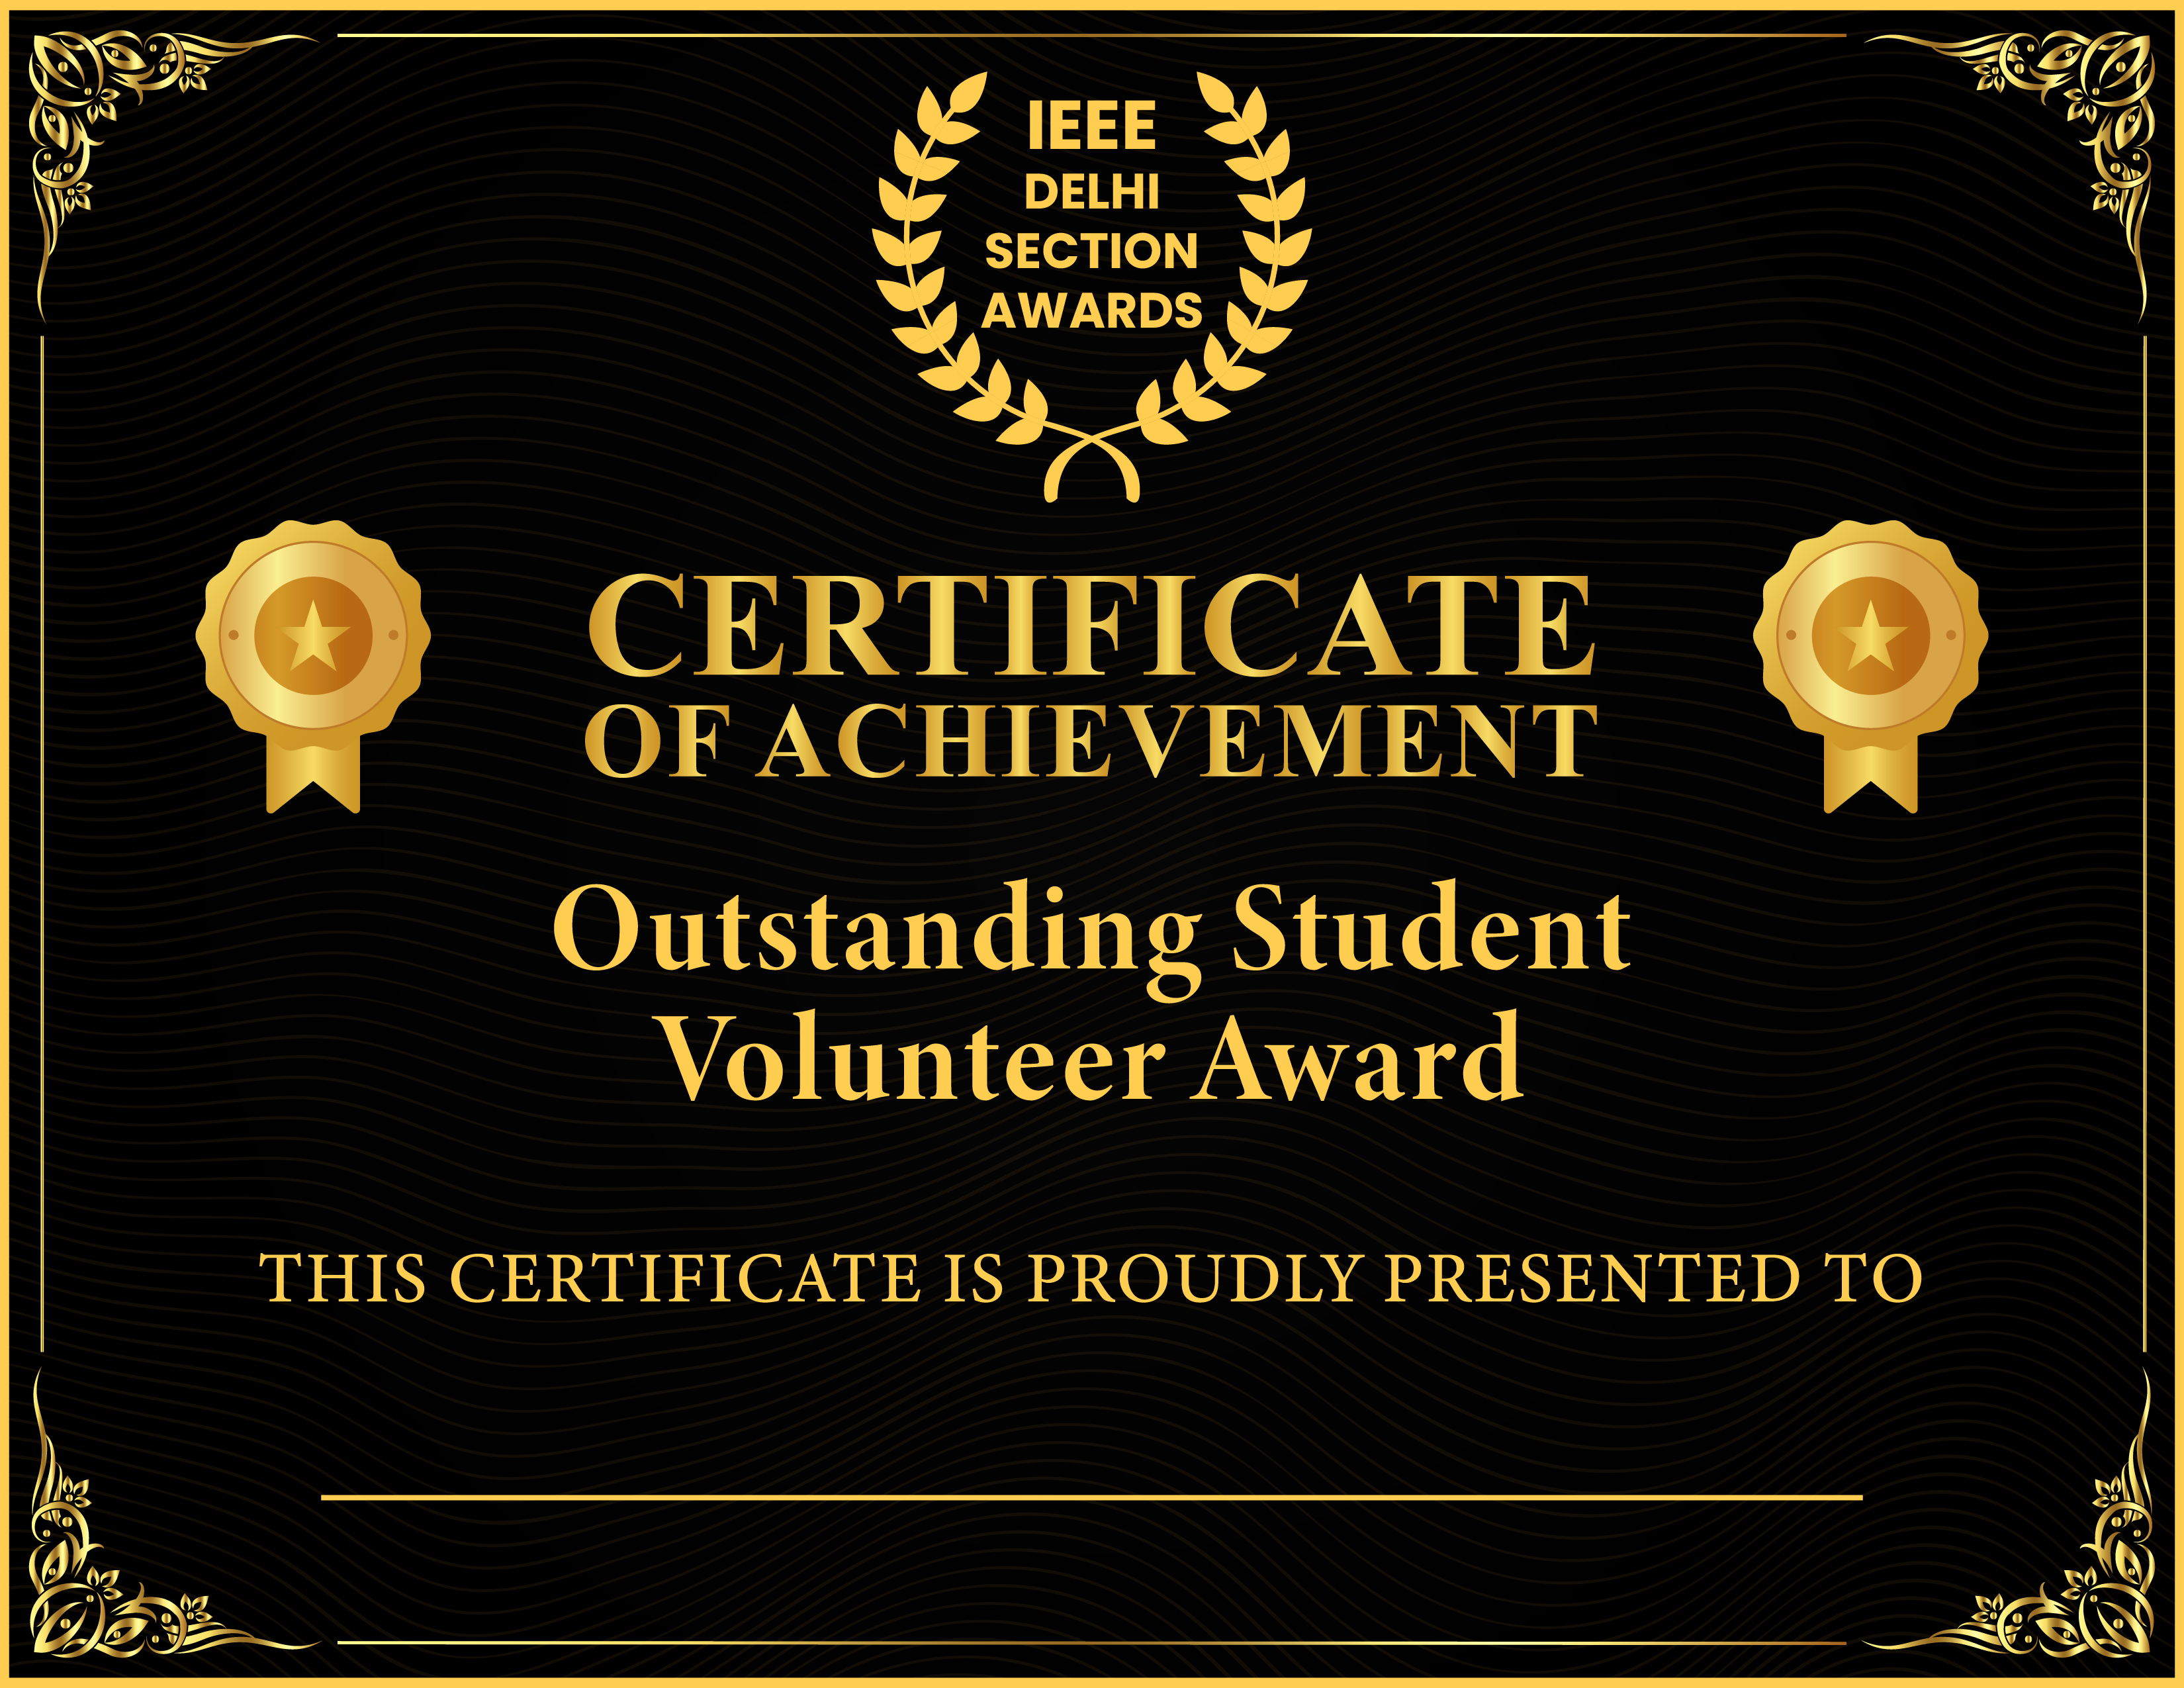 IEEE
DELHI
SECTION
AWARDS
CERTIFICATE
OF ACHIEVEMENT
Outstanding Student
Volunteer Award
THIS CERTIFICATE IS PROUDLY PRESENTED TO